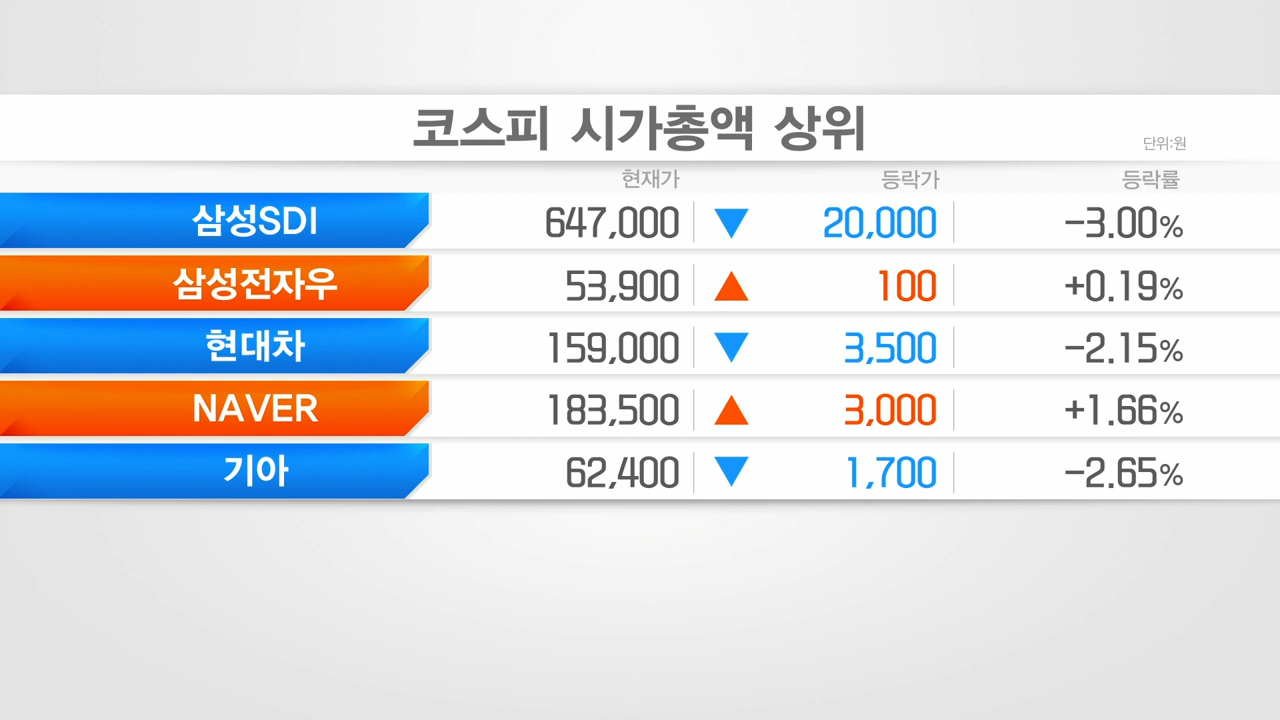 코스피 시가총액 상위
단위:원
현재가 등락가 등락률
삼성SDI 647,000 ▼ 20,000 -3.00%
삼성전자우 53,900 ▲ 100 +0.19%
현대차 159,000 ▼ 3,500 -2.15%
NAVER 183,500 ▲ 3,000 +1.66%
기아 62,400 ▼ 1,700 -2.65%